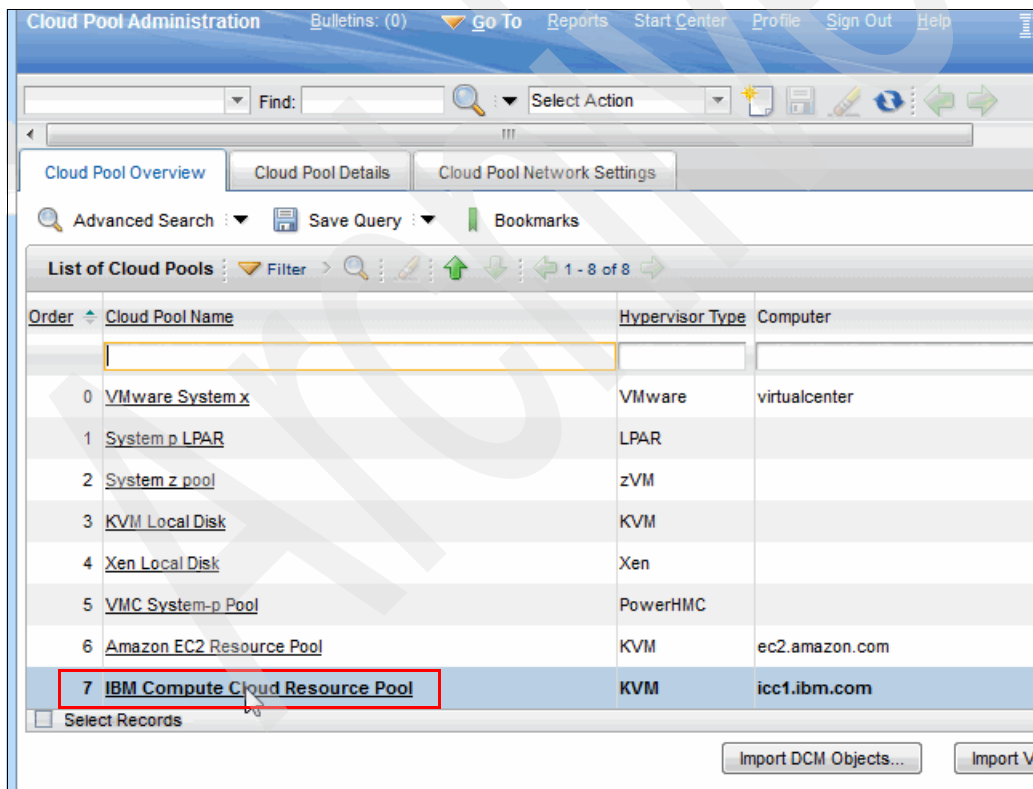 Cloud Pool Administration Bulletins: (0) Go To Reports Start Center Profile Sign Out Help
Find: Select Action
Cloud Pool Overview Cloud Pool Details Cloud Pool Network Settings
Advanced Search Save Query Bookmarks
List of Cloud Pools Filter 1 - 8 of 8
Order Cloud Pool Name Hypervisor Type Computer
0 VMware System x VMware virtualcenter
1 System p LPAR LPAR
2 System z pool zVM
3 KVM Local Disk KVM
4 Xen Local Disk Xen
5 VMC System-p Pool PowerHMC
6 Amazon EC2 Resource Pool KVM ec2.amazon.com
7 IBM Compute Cloud Resource Pool KVM icc1.ibm.com
Select Records
Import DCM Objects... Import V